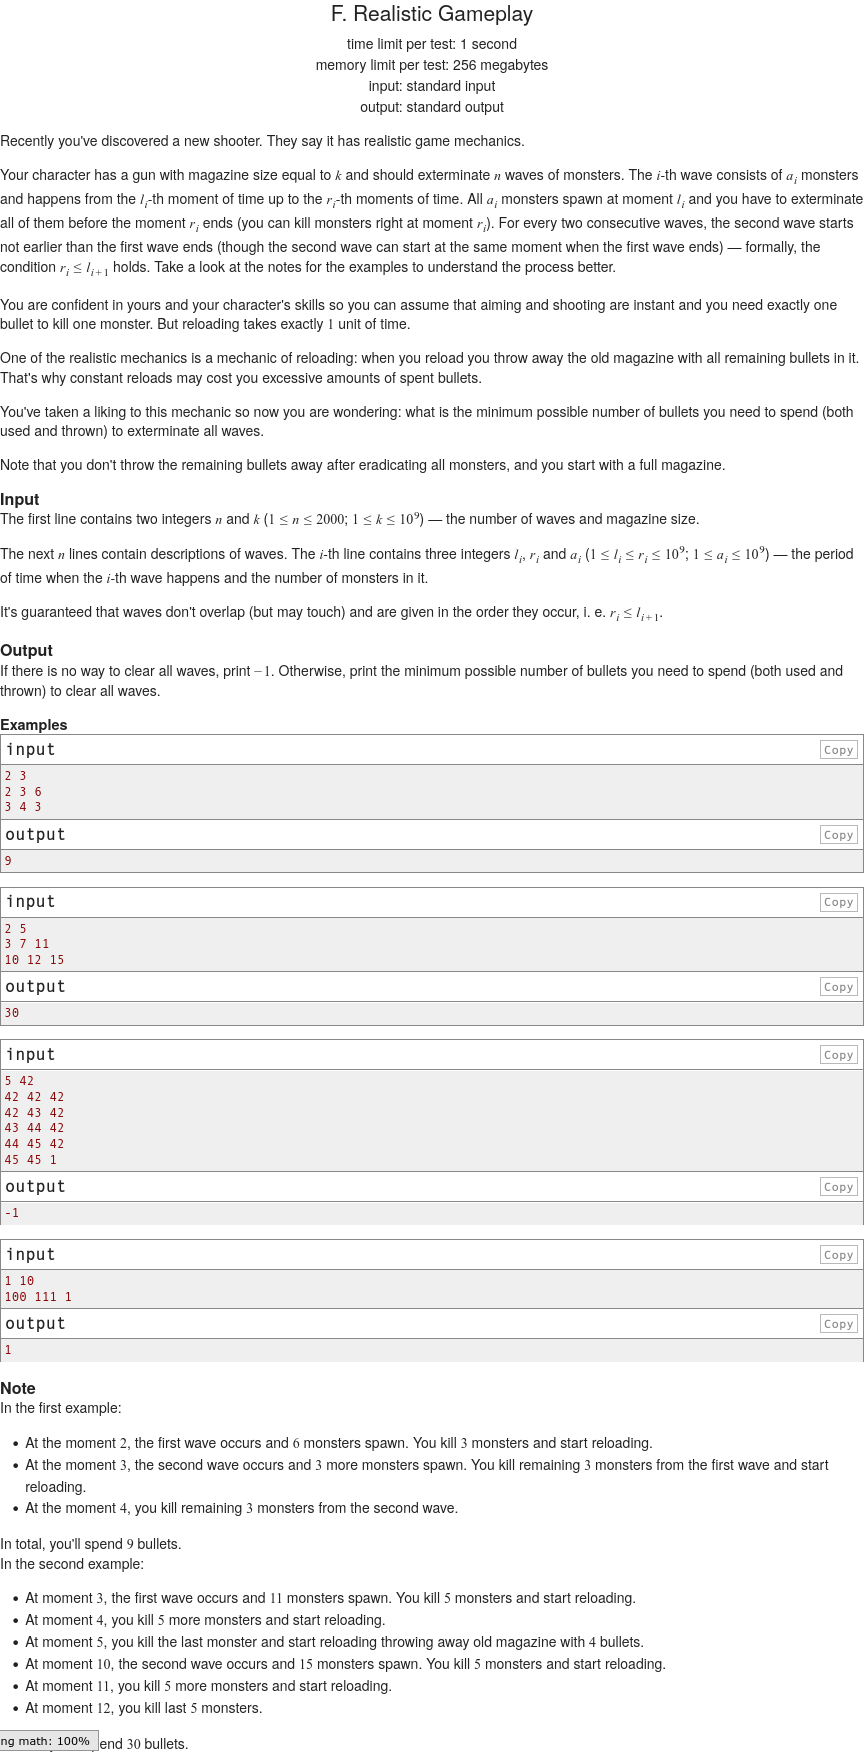 F. Realistic Gameplay
time limit per test: 1 second
memory limit per test: 256 megabytes
input: standard input
output: standard output
Recently you've discovered a new shooter. They say it has realistic game mechanics.
Your character has a gun with magazine size equal to k and should exterminate n waves of monsters. The i-th wave consists of a_i monsters
and happens from the l_i-th moment of time up to the r_i-th moments of time. All a_i monsters spawn at moment l_i and you have to exterminate
all of them before the moment r_i ends (you can kill monsters right at moment r_i). For every two consecutive waves, the second wave starts
not earlier than the first wave ends (though the second wave can start at the same moment when the first wave ends) — formally, the
condition r_i ≤ l_{i+1} holds. Take a look at the notes for the examples to understand the process better.
You are confident in yours and your character's skills so you can assume that aiming and shooting are instant and you need exactly one
bullet to kill one monster. But reloading takes exactly 1 unit of time.
One of the realistic mechanics is a mechanic of reloading: when you reload you throw away the old magazine with all remaining bullets in it.
That's why constant reloads may cost you excessive amounts of spent bullets.
You've taken a liking to this mechanic so now you are wondering: what is the minimum possible number of bullets you need to spend (both
used and thrown) to exterminate all waves.
Note that you don't throw the remaining bullets away after eradicating all monsters, and you start with a full magazine.
Input
The first line contains two integers n and k (1 ≤ n ≤ 2000; 1 ≤ k ≤ 10^9) — the number of waves and magazine size.
The next n lines contain descriptions of waves. The i-th line contains three integers l_i, r_i and a_i (1 ≤ l_i ≤ r_i ≤ 10^9; 1 ≤ a_i ≤ 10^9) — the period
of time when the i-th wave happens and the number of monsters in it.
It's guaranteed that waves don't overlap (but may touch) and are given in the order they occur, i. e. r_i ≤ l_{i+1}.
Output
If there is no way to clear all waves, print −1. Otherwise, print the minimum possible number of bullets you need to spend (both used and
thrown) to clear all waves.
Examples
input
Copy
2 3
2 3 6
3 4 3
output
Copy
9
input
Copy
2 5
3 7 11
10 12 15
output
Copy
30
input
Copy
5 42
42 42 42
42 43 42
43 44 42
44 45 42
45 45 1
output
Copy
-1
input
Copy
1 10
100 111 1
output
Copy
1
Note
In the first example:
• At the moment 2, the first wave occurs and 6 monsters spawn. You kill 3 monsters and start reloading.
• At the moment 3, the second wave occurs and 3 more monsters spawn. You kill remaining 3 monsters from the first wave and start
reloading.
• At the moment 4, you kill remaining 3 monsters from the second wave.
In total, you'll spend 9 bullets.
In the second example:
• At moment 3, the first wave occurs and 11 monsters spawn. You kill 5 monsters and start reloading.
• At moment 4, you kill 5 more monsters and start reloading.
• At moment 5, you kill the last monster and start reloading throwing away old magazine with 4 bullets.
• At moment 10, the second wave occurs and 15 monsters spawn. You kill 5 monsters and start reloading.
• At moment 11, you kill 5 more monsters and start reloading.
• At moment 12, you kill last 5 monsters.
ng math: 100% end 30 bullets.